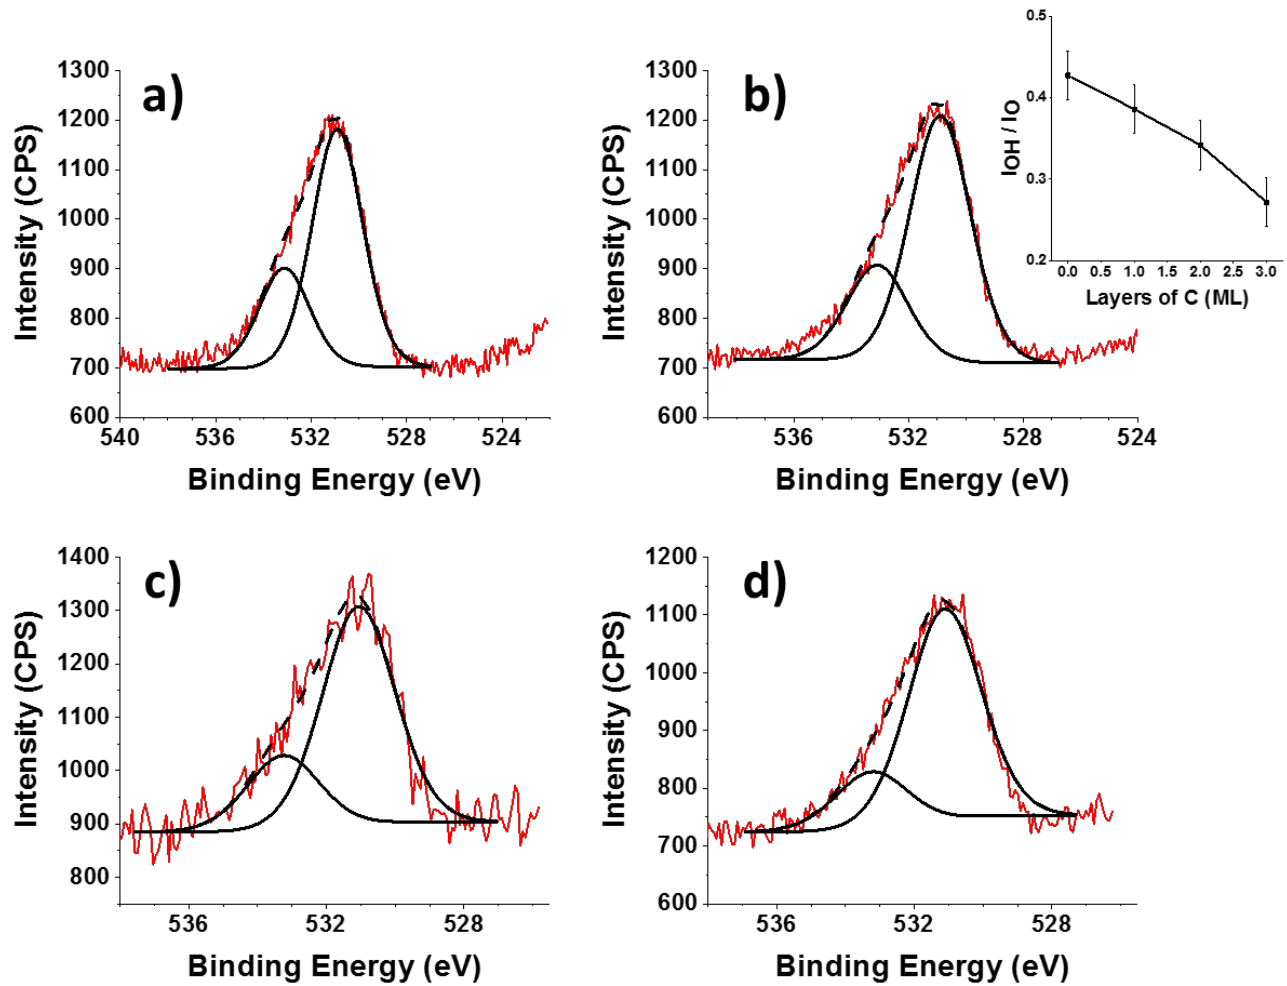 a)
1300
1200
1100
1000
900
800
700
600
Intensity (CPS)
540 536 532 528 524
Binding Energy (eV)
b)
1300
1200
1100
1000
900
800
700
600
Intensity (CPS)
536 532 528 524
Binding Energy (eV)
0.5
0.4
0.3
0.2
IOH / IO
0.0 0.5 1.0 1.5 2.0 2.5 3.0
Layers of C (ML)
c)
1400
1300
1200
1100
1000
900
800
Intensity (CPS)
536 532 528
Binding Energy (eV)
d)
1200
1100
1000
900
800
700
600
Intensity (CPS)
536 532 528
Binding Energy (eV)